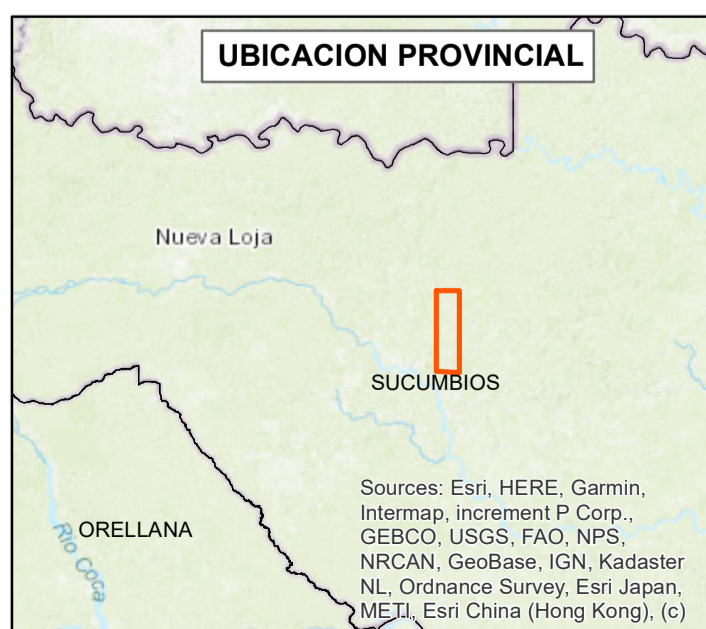 UBICACION PROVINCIAL
Nueva Loja
SUCUMBIOS
Sources: Esri, HERE, Garmin,
Intermap, increment P Corp.,
GEBCO, USGS, FAO, NPS,
NRCAN, GeoBase, IGN, Kadaster
NL, Ordnance Survey, Esri Japan,
METI, Esri China (Hong Kong), (c)
ORELLANA
Rio Coca